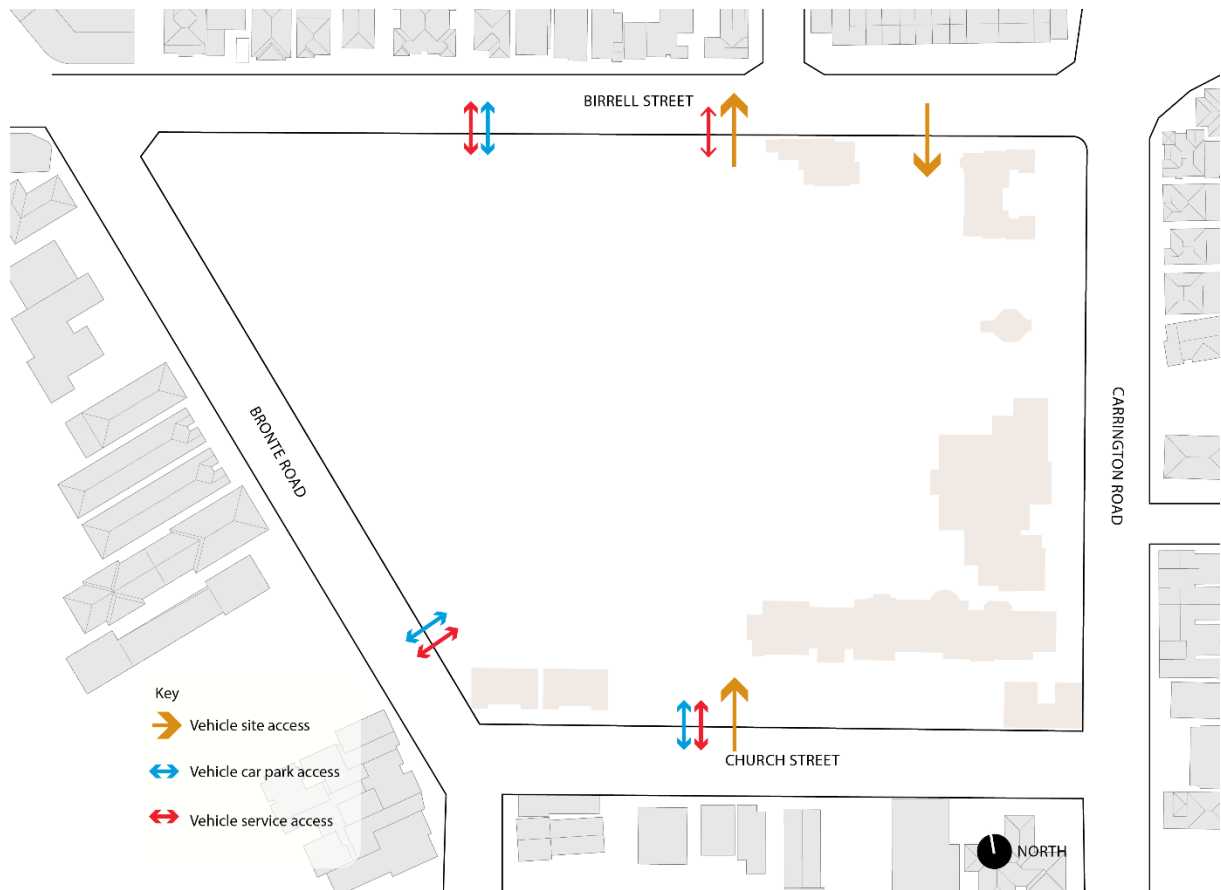 BIRRELL STREET
BRONTE ROAD
CARRINGTON ROAD
Key
Vehicle site access
Vehicle car park access
Vehicle service access
CHURCH STREET
NORTH